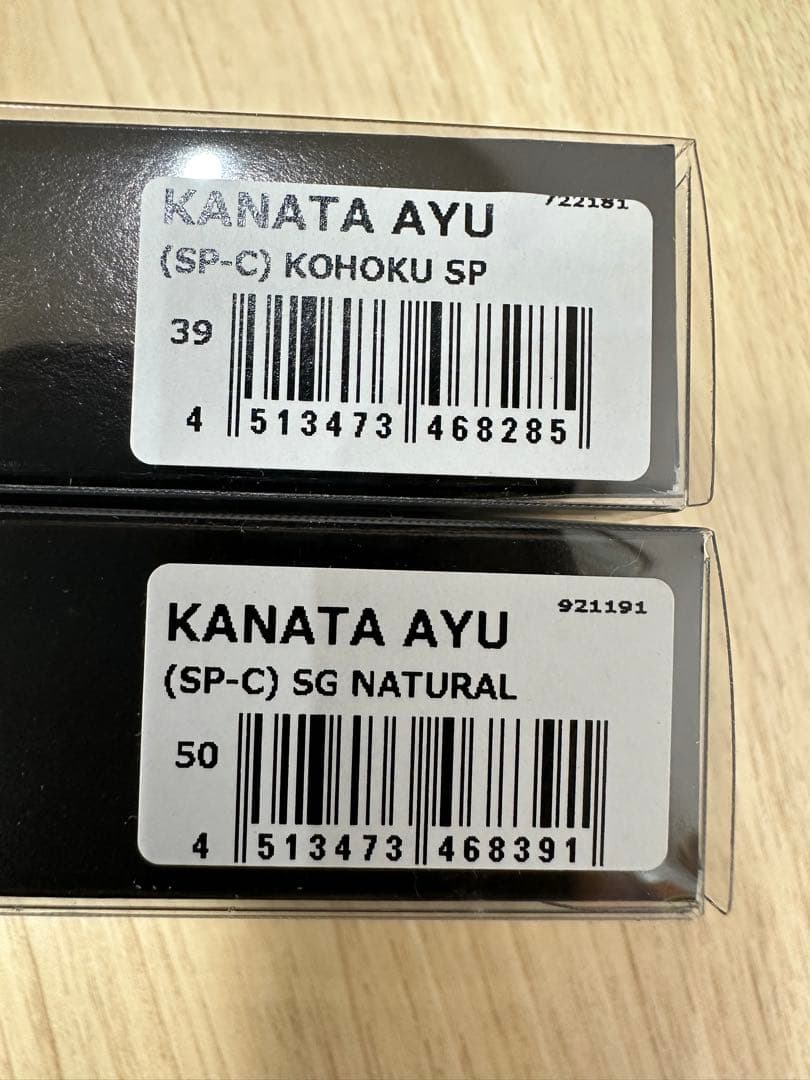 KANATA AYU 722181
(SP-C) KOHOKU SP
39
4 513473 468285
KANATA AYU 921191
(SP-C) SG NATURAL
50
4 513473 468391